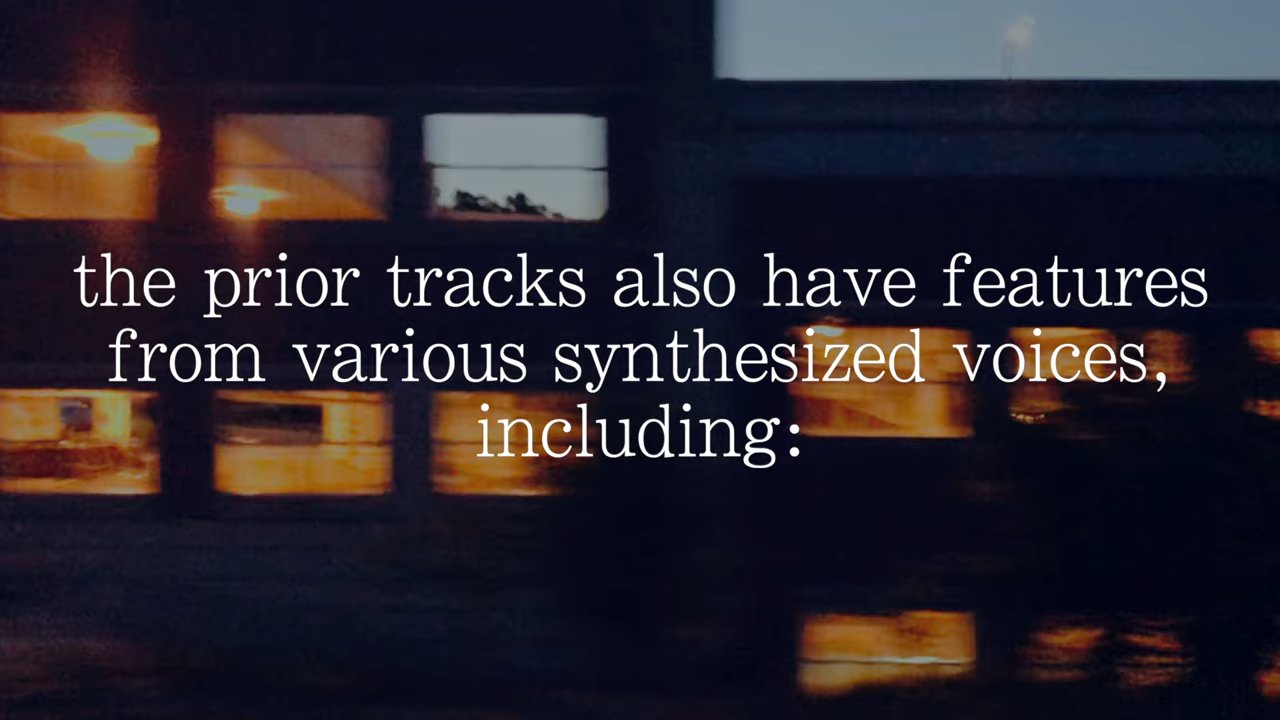 the prior tracks also have features
from various synthesized voices,
including: